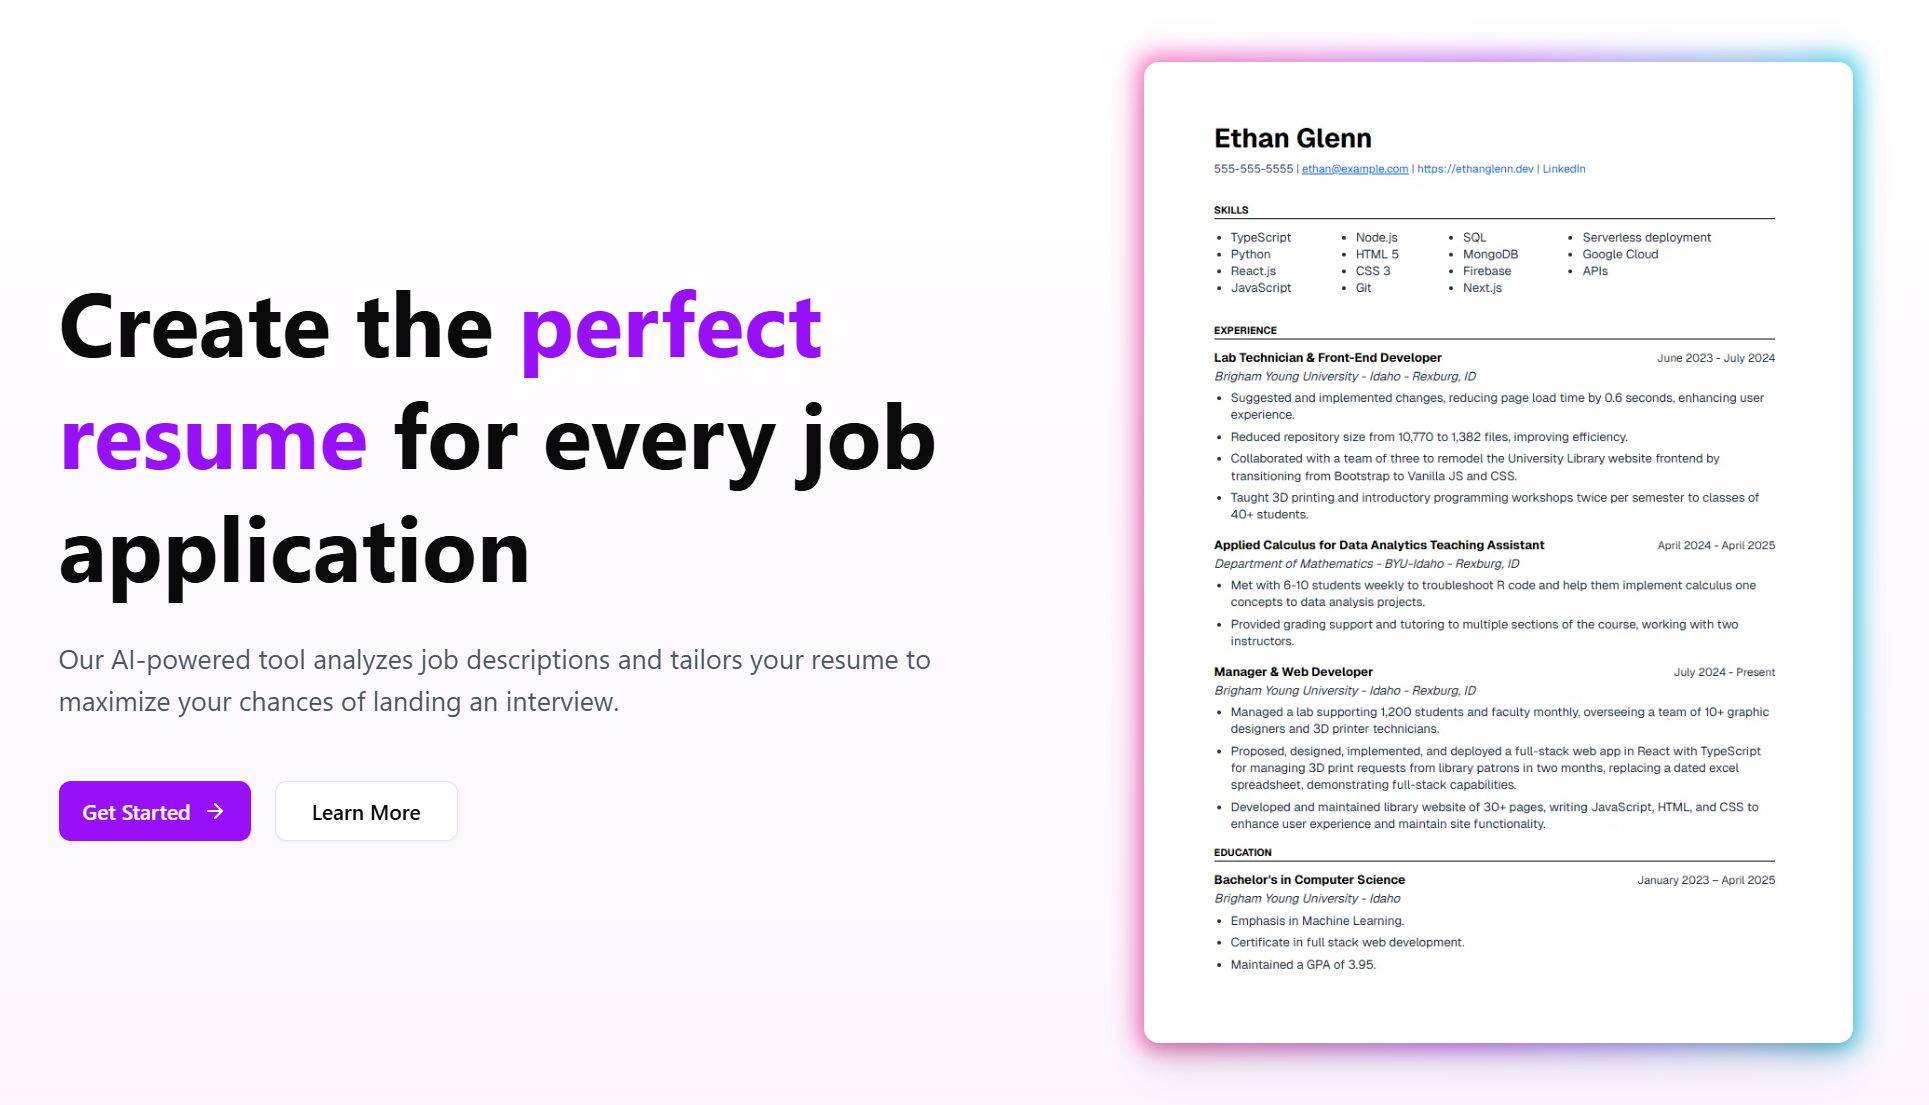 Create the perfect
resume for every job
application
Our AI-powered tool analyzes job descriptions and tailors your resume to
maximize your chances of landing an interview.
Get Started
Learn More
Ethan Glenn
555-555-5555 | ethan@example.com | https://ethanglenn.dev | LinkedIn
SKILLS
• TypeScript
• Python
• React.js
• JavaScript
• Node.js
• HTML 5
• CSS 3
• Git
• SQL
• MongoDB
• Firebase
• Next.js
• Serverless deployment
• Google Cloud
• APIs
EXPERIENCE
Lab Technician & Front-End Developer June 2023 - July 2024
Brigham Young University - Idaho - Rexburg, ID
• Suggested and implemented changes, reducing page load time by 0.6 seconds, enhancing user
experience.
• Reduced repository size from 10,770 to 1,382 files, improving efficiency.
• Collaborated with a team of three to remodel the University Library website frontend by
transitioning from Bootstrap to Vanilla JS and CSS.
• Taught 3D printing and introductory programming workshops twice per semester to classes of
40+ students.
Applied Calculus for Data Analytics Teaching Assistant April 2024 - April 2025
Department of Mathematics - BYU-Idaho - Rexburg, ID
• Met with 6-10 students weekly to troubleshoot R code and help them implement calculus one
concepts to data analysis projects.
• Provided grading support and tutoring to multiple sections of the course, working with two
instructors.
Manager & Web Developer July 2024 - Present
Brigham Young University - Idaho - Rexburg, ID
• Managed a lab supporting 1,200 students and faculty monthly, overseeing a team of 10+ graphic
designers and 3D printer technicians.
• Proposed, designed, implemented, and deployed a full-stack web app in React with TypeScript
for managing 3D print requests from library patrons in two months, replacing a dated excel
spreadsheet, demonstrating full-stack capabilities.
• Developed and maintained library website of 30+ pages, writing JavaScript, HTML, and CSS to
enhance user experience and maintain site functionality.
EDUCATION
Bachelor's in Computer Science January 2023 – April 2025
Brigham Young University - Idaho
• Emphasis in Machine Learning.
• Certificate in full stack web development.
• Maintained a GPA of 3.95.